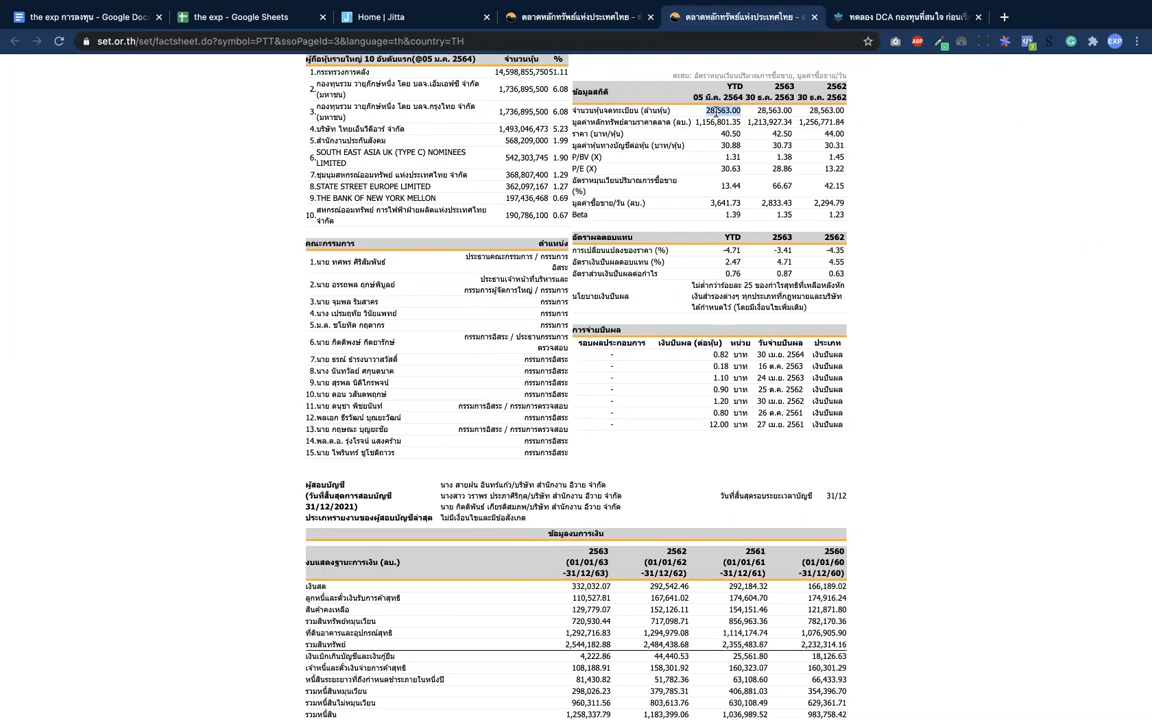 the exp การลงทุน - Google Doc
the exp - Google Sheets
Home | Jitta
ตลาดหลักทรัพย์แห่งประเทศไทย -
ตลาดหลักทรัพย์แห่งประเทศไทย -
ทดลอง DCA กองทุนที่สนใจ ก่อนเริ่
set.or.th/set/factsheet.do?symbol=PTT&ssoPageId=3&language=th&country=TH
ผู้ถือหุ้นรายใหญ่ 10 อันดับแรก(@05 ม.ค. 2564) จำนวนหุ้น %
1.กระทรวงการคลัง 14,598,855,750 51.11
2.กองทุนรวม วายุภักษ์หนึ่ง โดย บลจ.เอ็มเอฟซี จำกัด (มหาชน) 1,736,895,500 6.08
3.กองทุนรวม วายุภักษ์หนึ่ง โดย บลจ.กรุงไทย จำกัด (มหาชน) 1,736,895,500 6.08
4.บริษัท ไทยเอ็นวีดีอาร์ จำกัด 1,493,046,473 5.23
5.สำนักงานประกันสังคม 568,209,000 1.99
6.SOUTH EAST ASIA UK (TYPE C) NOMINEES LIMITED 542,303,745 1.90
7.ชุมนุมสหกรณ์ออมทรัพย์ แห่งประเทศไทย 368,807,400 1.29
8.STATE STREET EUROPE LIMITED 362,097,167 1.27
9.THE BANK OF NEW YORK MELLON 197,436,468 0.69
10.สหกรณ์ออมทรัพย์ การไฟฟ้าฝ่ายผลิตแห่งประเทศไทย จำกัด 190,786,100 0.67
คณะกรรมการ ตำแหน่ง
1.นาย ทศพร ศิริสัมพันธ์ ประธานคณะกรรมการ / กรรมการอิสระ
2.นาย อรรถพล ฤกษ์พิบูลย์ ประธานเจ้าหน้าที่บริหารและกรรมการผู้จัดการใหญ่ / กรรมการ
3.นาย จุมพล ริมสาคร กรรมการ
4.นาง เปรมฤทัย วินัยแพทย์ กรรมการ
5.ม.ล. ชโยทิต กฤดากร กรรมการ
6.นาย กิตติพงษ์ กิตยารักษ์ กรรมการอิสระ / ประธานกรรมการตรวจสอบ
7.นาย ธรณ์ ธำรงนาวาสวัสดิ์ กรรมการอิสระ
8.นาง นันทวัลย์ ศกุนตนาค กรรมการอิสระ
9.นาย สุรพล นิติไกรพจน์ กรรมการอิสระ
10.นาย ดอน วสันตพฤกษ์ กรรมการอิสระ
11.นาย ดนุชา พิชยนันท์ กรรมการอิสระ / กรรมการตรวจสอบ
12.พลเอก ธีรวัฒน์ บุณยะวัฒน์ กรรมการอิสระ
13.นาย กฤษณะ บุญยะชัย กรรมการอิสระ / กรรมการตรวจสอบ
14.พล.ต.อ. รุ่งโรจน์ แสงคร้าม กรรมการอิสระ
15.นาย ไพรินทร์ ชูโชติถาวร กรรมการอิสระ
สะสม: อัตราหมุนเวียนปริมาณการซื้อขาย, มูลค่าซื้อขาย/วัน
ข้อมูลสถิติ YTD 2563 2562
05 มี.ค. 2564 30 ธ.ค. 2563 30 ธ.ค. 2562
จำนวนหุ้นจดทะเบียน (ล้านหุ้น) 28,563.00 28,563.00 28,563.00
มูลค่าหลักทรัพย์ตามราคาตลาด (ลบ.) 1,156,801.35 1,213,927.34 1,256,771.84
ราคา (บาท/หุ้น) 40.50 42.50 44.00
มูลค่าหุ้นทางบัญชีต่อหุ้น (บาท/หุ้น) 30.88 30.73 30.31
P/BV (X) 1.31 1.38 1.45
P/E (X) 30.63 28.86 13.22
อัตราหมุนเวียนปริมาณการซื้อขาย (%) 13.44 66.67 42.15
มูลค่าซื้อขาย/วัน (ลบ.) 3,641.73 2,833.43 2,294.79
Beta 1.39 1.35 1.23
อัตราผลตอบแทน YTD 2563 2562
การเปลี่ยนแปลงของราคา (%) -4.71 -3.41 -4.35
อัตราเงินปันผลตอบแทน (%) 2.47 4.71 4.55
อัตราส่วนเงินปันผลต่อกำไร 0.76 0.87 0.63
นโยบายเงินปันผล ไม่ต่ำกว่าร้อยละ 25 ของกำไรสุทธิที่เหลือหลังหัก
เงินสำรองต่างๆ ทุกประเภทที่กฎหมายและบริษัท
ได้กำหนดไว้ (โดยมีเงื่อนไขเพิ่มเติม)
การจ่ายปันผล
รอบผลประกอบการ เงินปันผล (ต่อหุ้น) หน่วย วันจ่ายปันผล ประเภท
- 0.82 บาท 30 เม.ย. 2564 เงินปันผล
- 0.18 บาท 16 ต.ค. 2563 เงินปันผล
- 1.10 บาท 24 เม.ย. 2563 เงินปันผล
- 0.90 บาท 25 ต.ค. 2562 เงินปันผล
- 1.20 บาท 30 เม.ย. 2562 เงินปันผล
- 0.80 บาท 26 ต.ค. 2561 เงินปันผล
- 12.00 บาท 27 เม.ย. 2561 เงินปันผล
ผู้สอบบัญชี นาง สายฝน อินทร์แก้ว/บริษัท สำนักงาน อีวาย จำกัด
(วันที่สิ้นสุดการสอบบัญชี นางสาว วราพร ประภาศิริกุล/บริษัท สำนักงาน อีวาย จำกัด วันที่สิ้นสุดรอบระยะเวลาบัญชี 31/12
31/12/2021) นาย กิตติพันธ์ เกียรติสมภพ/บริษัท สำนักงาน อีวาย จำกัด
ประเภทรายงานของผู้สอบบัญชีล่าสุด ไม่มีเงื่อนไขและมีข้อสังเกต
ข้อมูลงบการเงิน
งบแสดงฐานะการเงิน (ลบ.) 2563 (01/01/63 -31/12/63) 2562 (01/01/62 -31/12/62) 2561 (01/01/61 -31/12/61) 2560 (01/01/60 -31/12/60)
เงินสด 332,032.07 292,542.46 292,184.32 166,189.02
ลูกหนี้และตั๋วเงินรับการค้าสุทธิ 110,527.81 167,641.02 174,604.70 174,916.24
สินค้าคงเหลือ 129,779.07 152,126.11 154,151.46 121,871.80
รวมสินทรัพย์หมุนเวียน 720,930.44 717,098.71 856,963.36 782,170.36
ที่ดินอาคารและอุปกรณ์สุทธิ 1,292,716.83 1,294,979.08 1,114,174.74 1,076,905.90
รวมสินทรัพย์ 2,544,182.88 2,484,438.68 2,355,483.87 2,232,314.16
เงินเบิกเกินบัญชีและเงินกู้ยืม 4,222.86 44,440.53 25,561.80 18,126.63
เจ้าหนี้และตั๋วเงินจ่ายการค้าสุทธิ 108,188.91 158,301.92 160,323.07 160,301.29
หนี้สินระยะยาวที่ถึงกำหนดชำระภายในหนึ่งปี 81,430.82 51,782.36 63,108.60 66,433.93
รวมหนี้สินหมุนเวียน 298,026.23 379,785.31 406,881.03 354,396.70
รวมหนี้สินไม่หมุนเวียน 960,311.56 803,613.76 630,108.49 629,361.71
รวมหนี้สิน 1,258,337.79 1,183,399.06 1,036,989.52 983,758.42